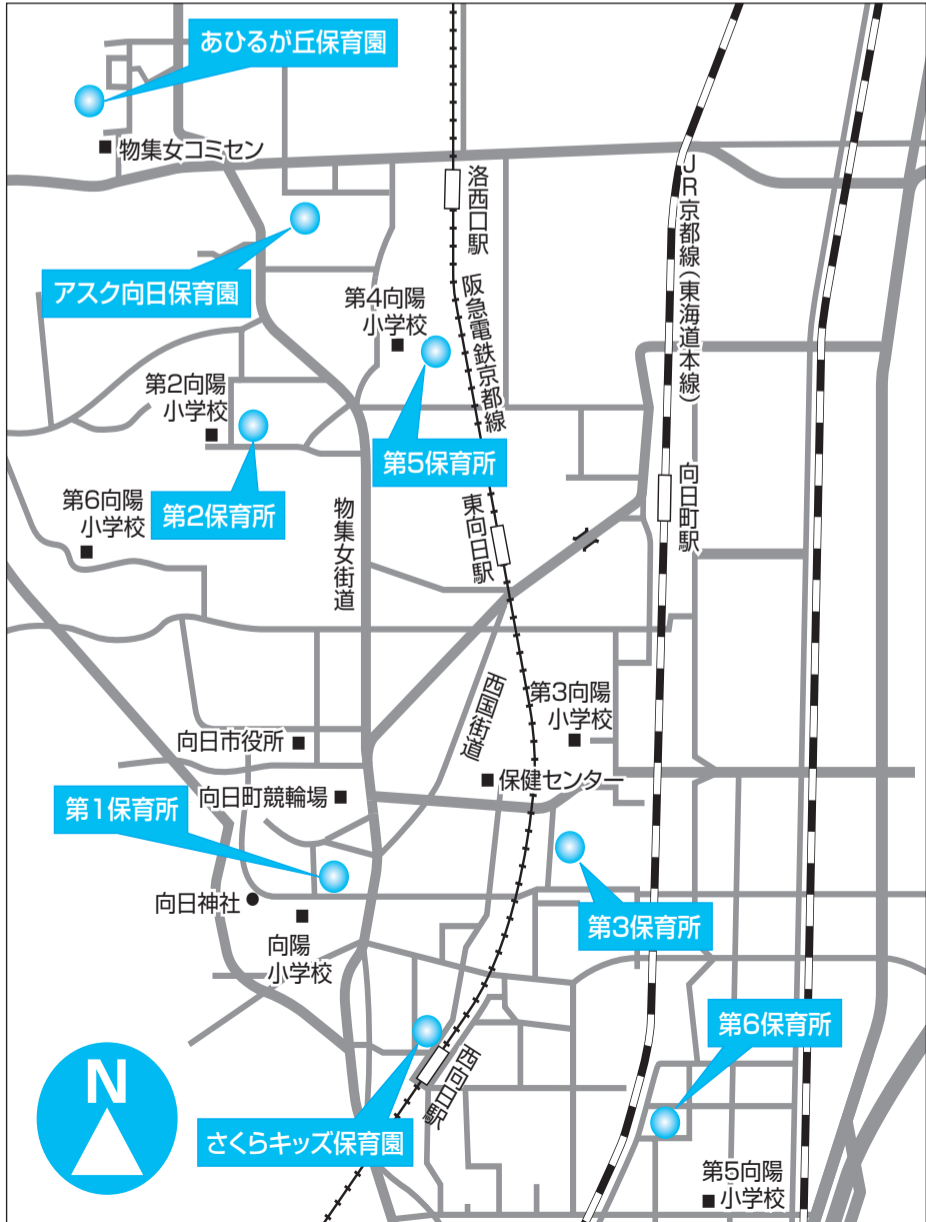 あひるが丘保育園
物集女コミセン
洛西口駅
JR京都線(東海道本線)
アスク向日保育園
阪急電鉄京都線
第4向陽
小学校
第2向陽
小学校
第5保育所
第2保育所
第6向陽
小学校
物集女街道
東向日駅
向日町駅
西国街道
第3向陽
小学校
向日市役所
保健センター
向日町競輪場
第1保育所
向日神社
向陽
小学校
第3保育所
第6保育所
N
西向日駅
さくらキッズ保育園
第5向陽
小学校